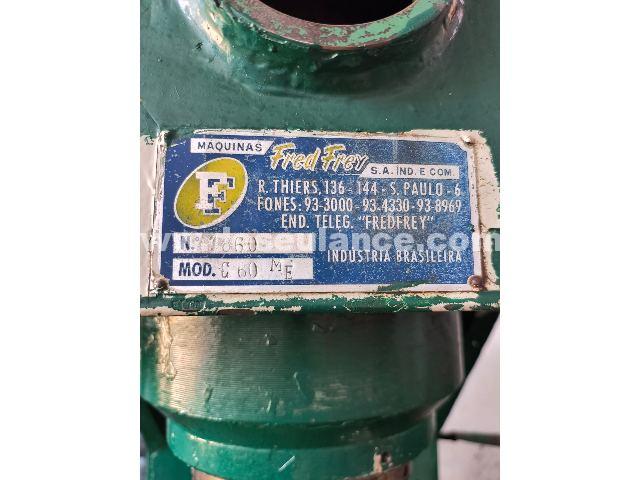 MAQUINAS Fred Frey S.A. IND. E COM.
FF
R. THIERS, 136 - 144 - S. PAULO - 6
FONES: 93-3000 - 93-4330 - 93-8969
END. TELEG. "FREDFREY"
N.º
MOD. C 60 ME
INDUSTRIA BRASILEIRA